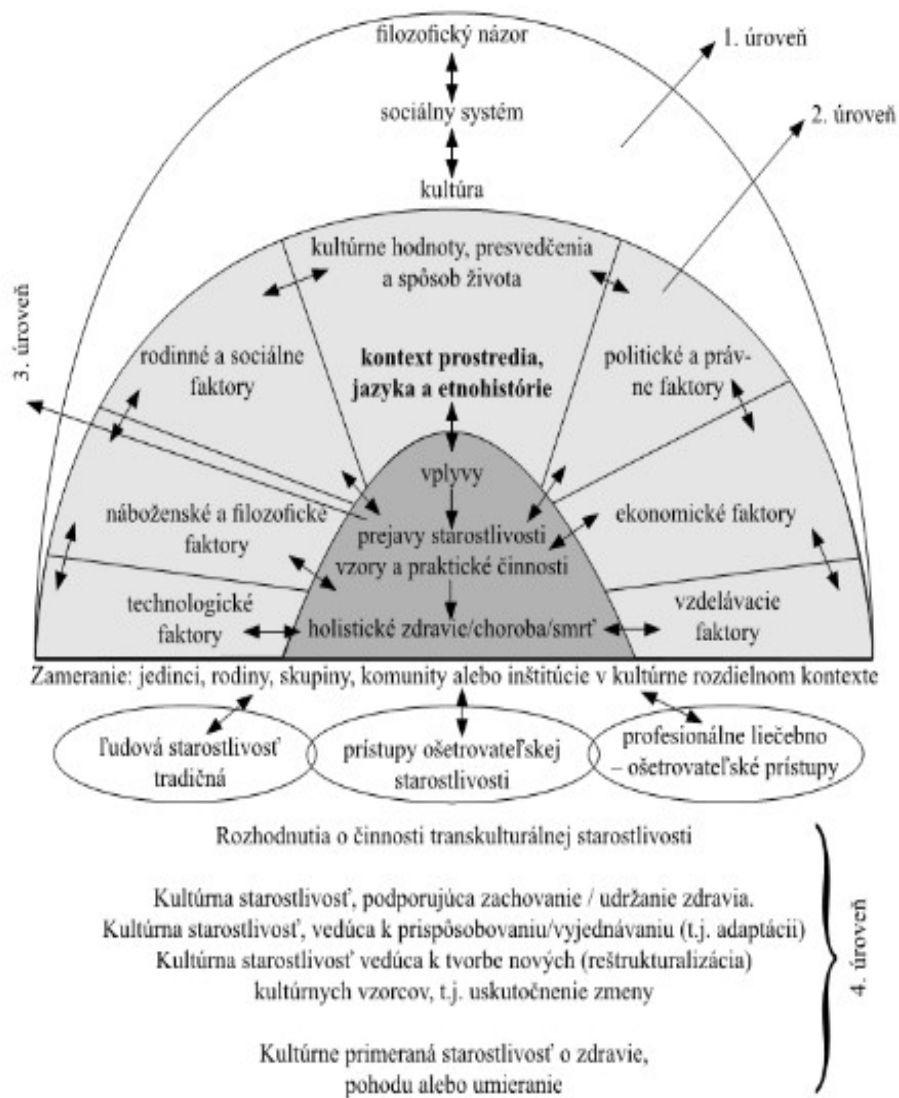 filozofický názor
1. úroveň
sociálny systém
2. úroveň
kultúra
kultúrne hodnoty, presvedčenia
a spôsob života
3. úroveň
rodinné a sociálne
faktory
kontext prostredia,
jazyka a etnohistórie
politické a práv-
nc faktory
vplyvy
náboženské a filozofické
faktory
prejavy starostlivosti
vzory a praktické činnosti
ekonomické faktory
technologické
faktory
holistické zdravie/choroba/smrť
vzdelávacie
faktory
Zameranie: jedinci, rodiny, skupiny, komunity alebo inštitúcie v kultúrne rozdielnom kontexte
ľudová starostlivosť
tradičná
prístupy ošetrovateľskej
starostlivosti
profesionálne liečebno
– ošetrovateľské prístupy
Rozhodnutia o činnosti transkulturálnej starostlivosti
Kultúrna starostlivosť, podporujúca zachovanie / udržanie zdravia.
Kultúrna starostlivosť, vedúca k prispôsobovaniu/vyjednávaniu (t.j. adaptácii)
Kultúrna starostlivosť vedúca k tvorbe nových (reštrukturalizácia)
kultúrnych vzorcov, t.j. uskutočnenie zmeny
4. úroveň
Kultúrne primeraná starostlivosť o zdravie,
pohodu alebo umieranie